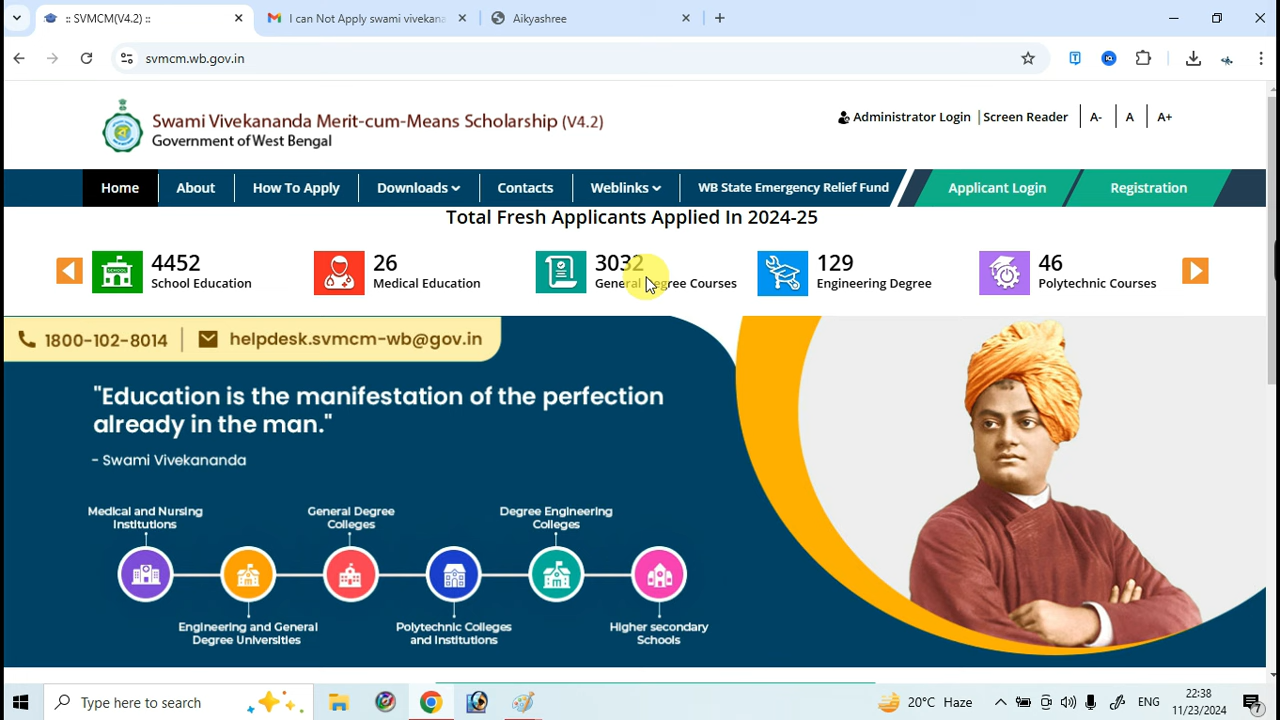 :: SVMCM(V4.2) ::
I can Not Apply swami vivekana
Aikyashree
svmcm.wb.gov.in
Swami Vivekananda Merit-cum-Means Scholarship (V4.2)
Government of West Bengal
Administrator Login | Screen Reader A- A A+
Home About How To Apply Downloads Contacts Weblinks WB State Emergency Relief Fund Applicant Login Registration
Total Fresh Applicants Applied In 2024-25
4452
School Education
26
Medical Education
3032
General Degree Courses
129
Engineering Degree
46
Polytechnic Courses
1800-102-8014 | helpdesk.svmcm-wb@gov.in
"Education is the manifestation of the perfection
already in the man."
- Swami Vivekananda
Medical and Nursing
Institutions
General Degree
Colleges
Degree Engineering
Colleges
Engineering and General
Degree Universities
Polytechnic Colleges
and Institutions
Higher secondary
Schools
Type here to search
20°C Haze
ENG
22:38
11/23/2024
7